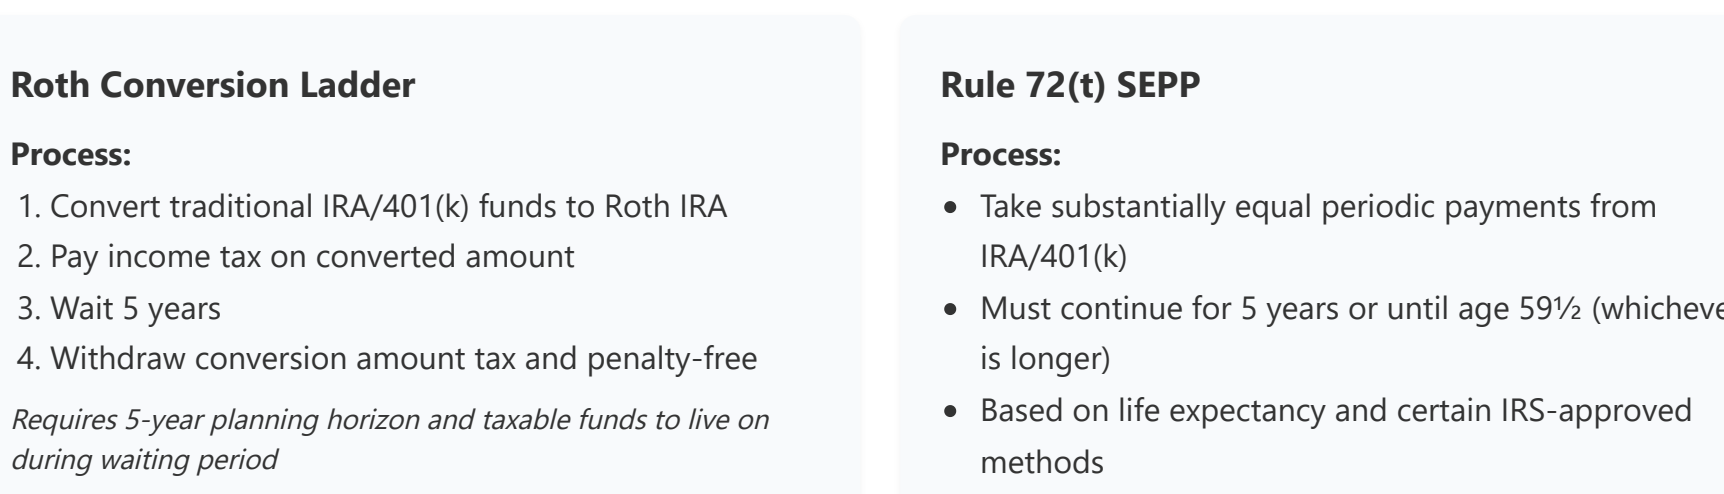 Roth Conversion Ladder
Process:
1. Convert traditional IRA/401(k) funds to Roth IRA
2. Pay income tax on converted amount
3. Wait 5 years
4. Withdraw conversion amount tax and penalty-free
Requires 5-year planning horizon and taxable funds to live on
during waiting period
Rule 72(t) SEPP
Process:
• Take substantially equal periodic payments from
IRA/401(k)
• Must continue for 5 years or until age 59½ (whicheve
is longer)
• Based on life expectancy and certain IRS-approved
methods